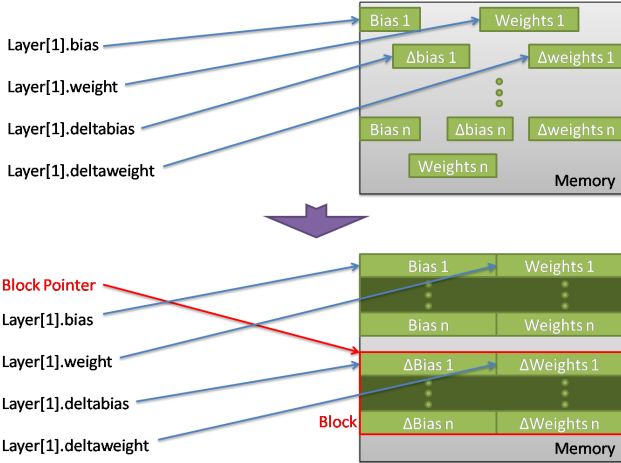 Bias 1
Weights 1
Layer[1].bias
Δbias 1
Δweights 1
Layer[1].weight
Layer[1].deltabias
Bias n
Δbias n
Δweights n
Layer[1].deltaweight
Weights n
Memory
Bias 1
Weights 1
Block Pointer
Layer[1].bias
Bias n
Weights n
Layer[1].weight
ΔBias 1
ΔWeights 1
Layer[1].deltabias
Block
ΔBias n
ΔWeights n
Layer[1].deltaweight
Memory